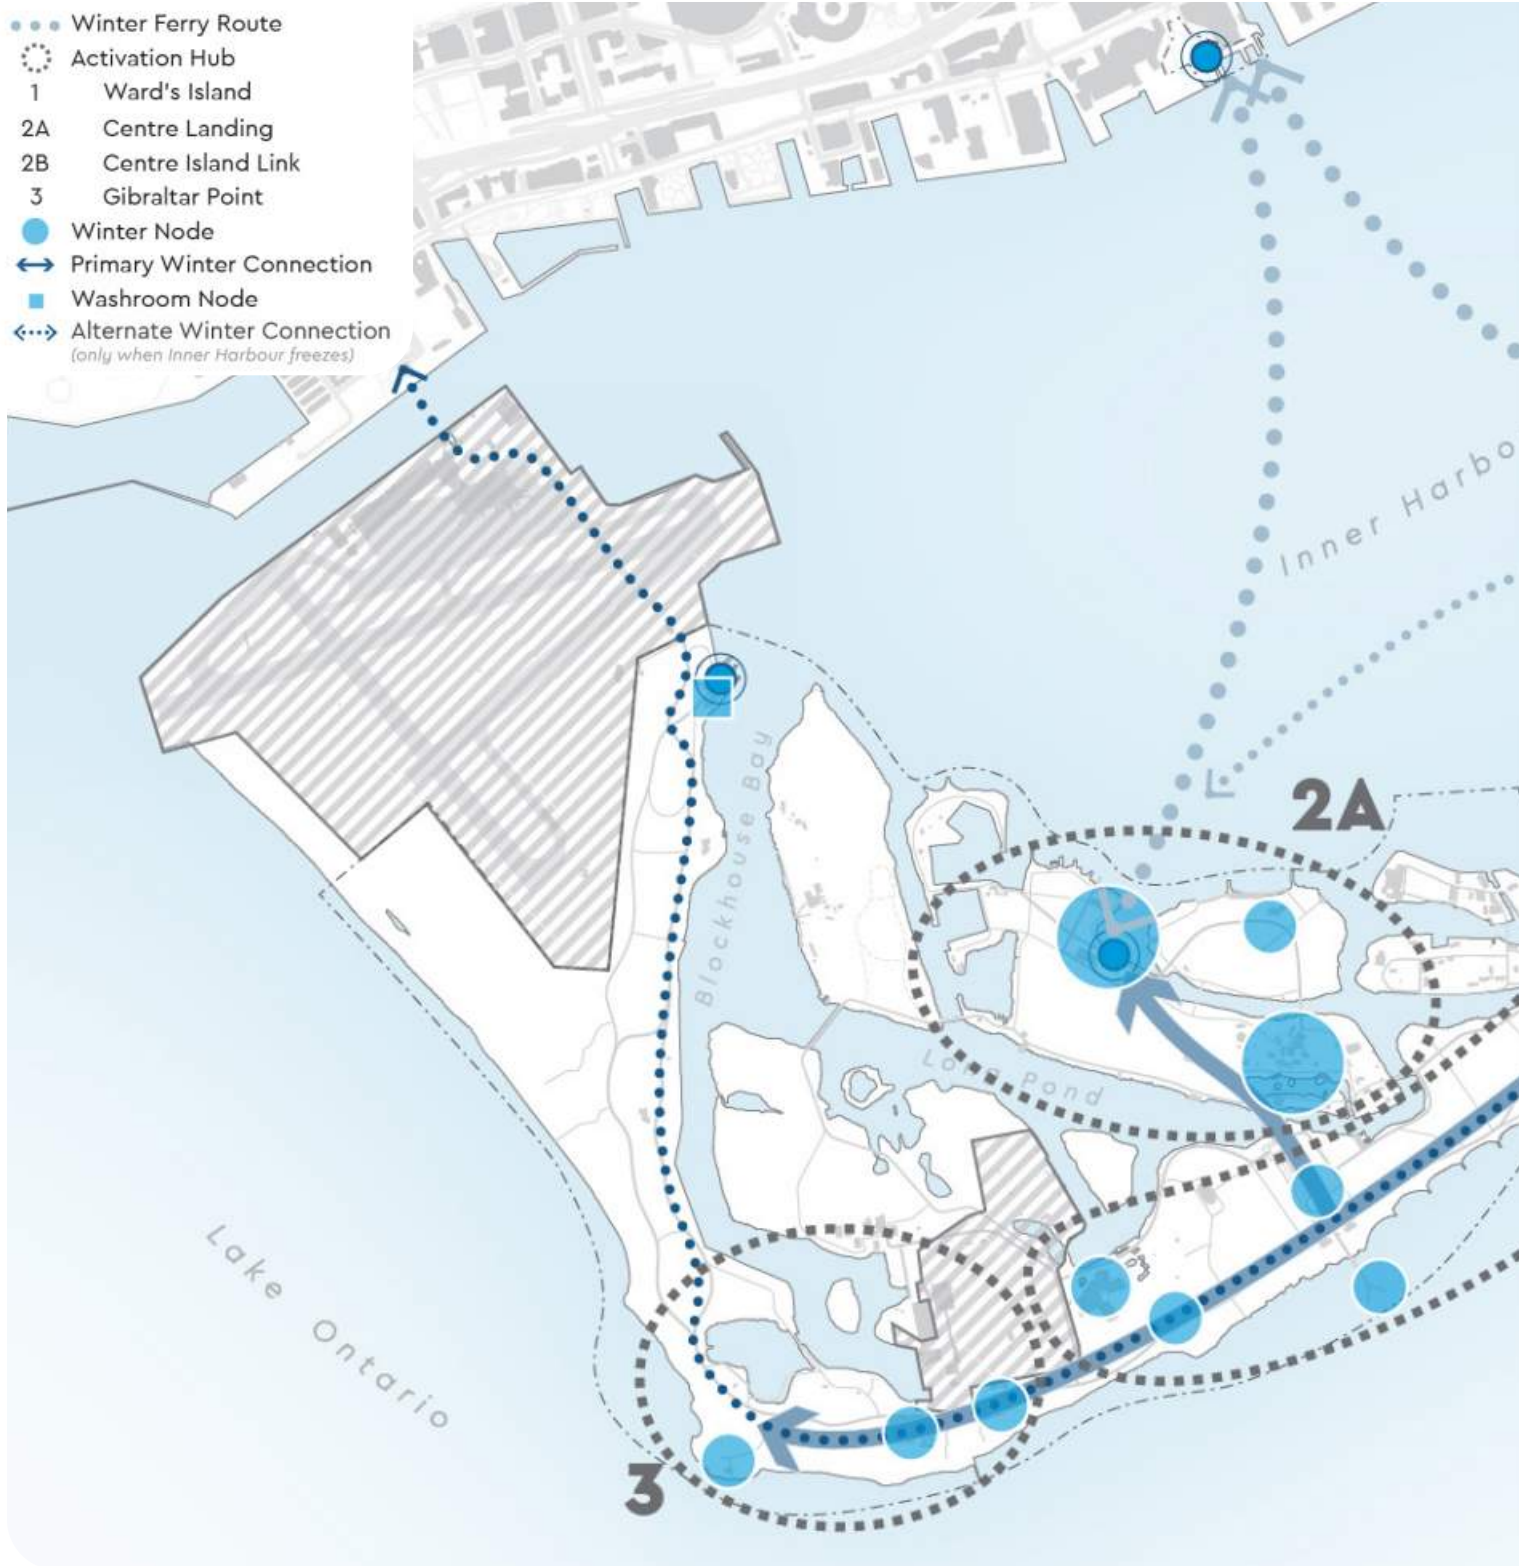 Winter Ferry Route
Activation Hub
1 Ward's Island
2A Centre Landing
2B Centre Island Link
3 Gibraltar Point
Winter Node
Primary Winter Connection
Washroom Node
Alternate Winter Connection
(only when Inner Harbour freezes)
Inner Harbo
2A
Blockhouse Bay
Long Pond
Lake Ontario
3